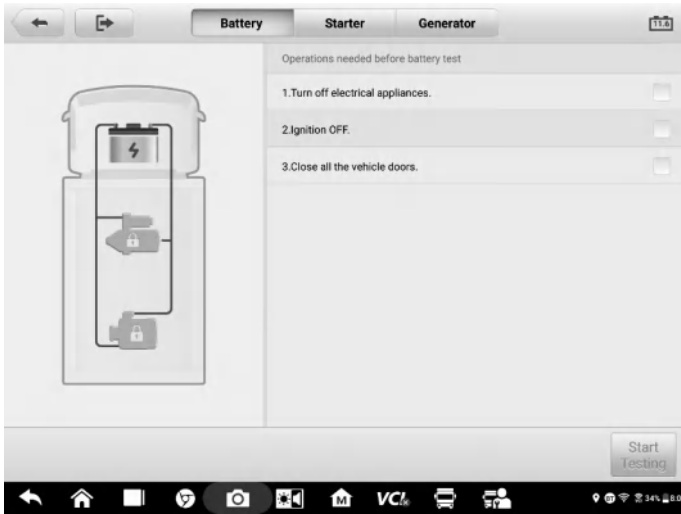 Battery
Starter
Generator
11.6
Operations needed before battery test
1.Turn off electrical appliances.
2.Ignition OFF.
3.Close all the vehicle doors.
Start
Testing
M
VCI
34%